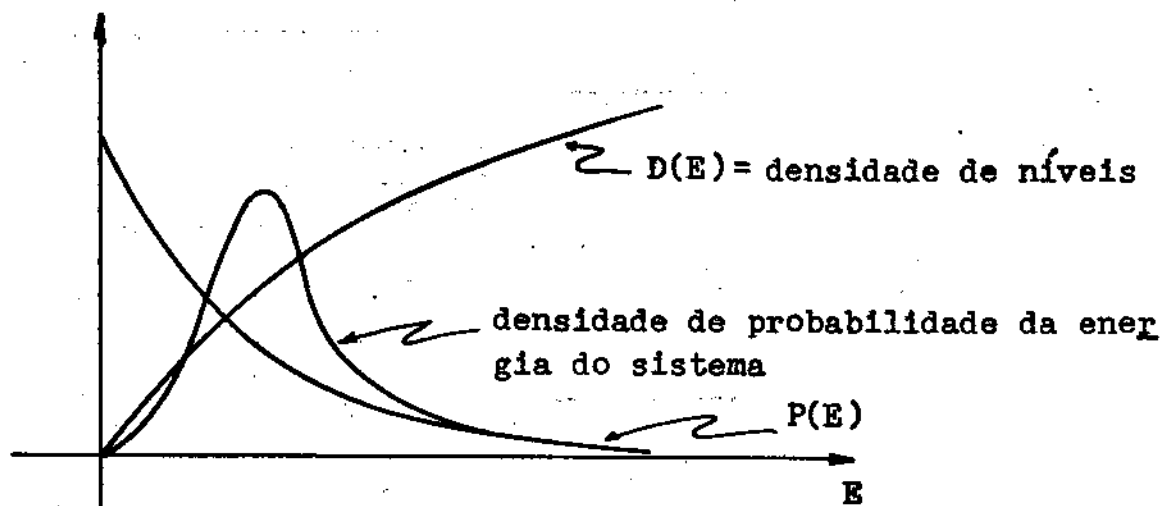 D(E) = densidade de níveis
densidade de probabilidade da ener
gia do sistema
P(E)
E